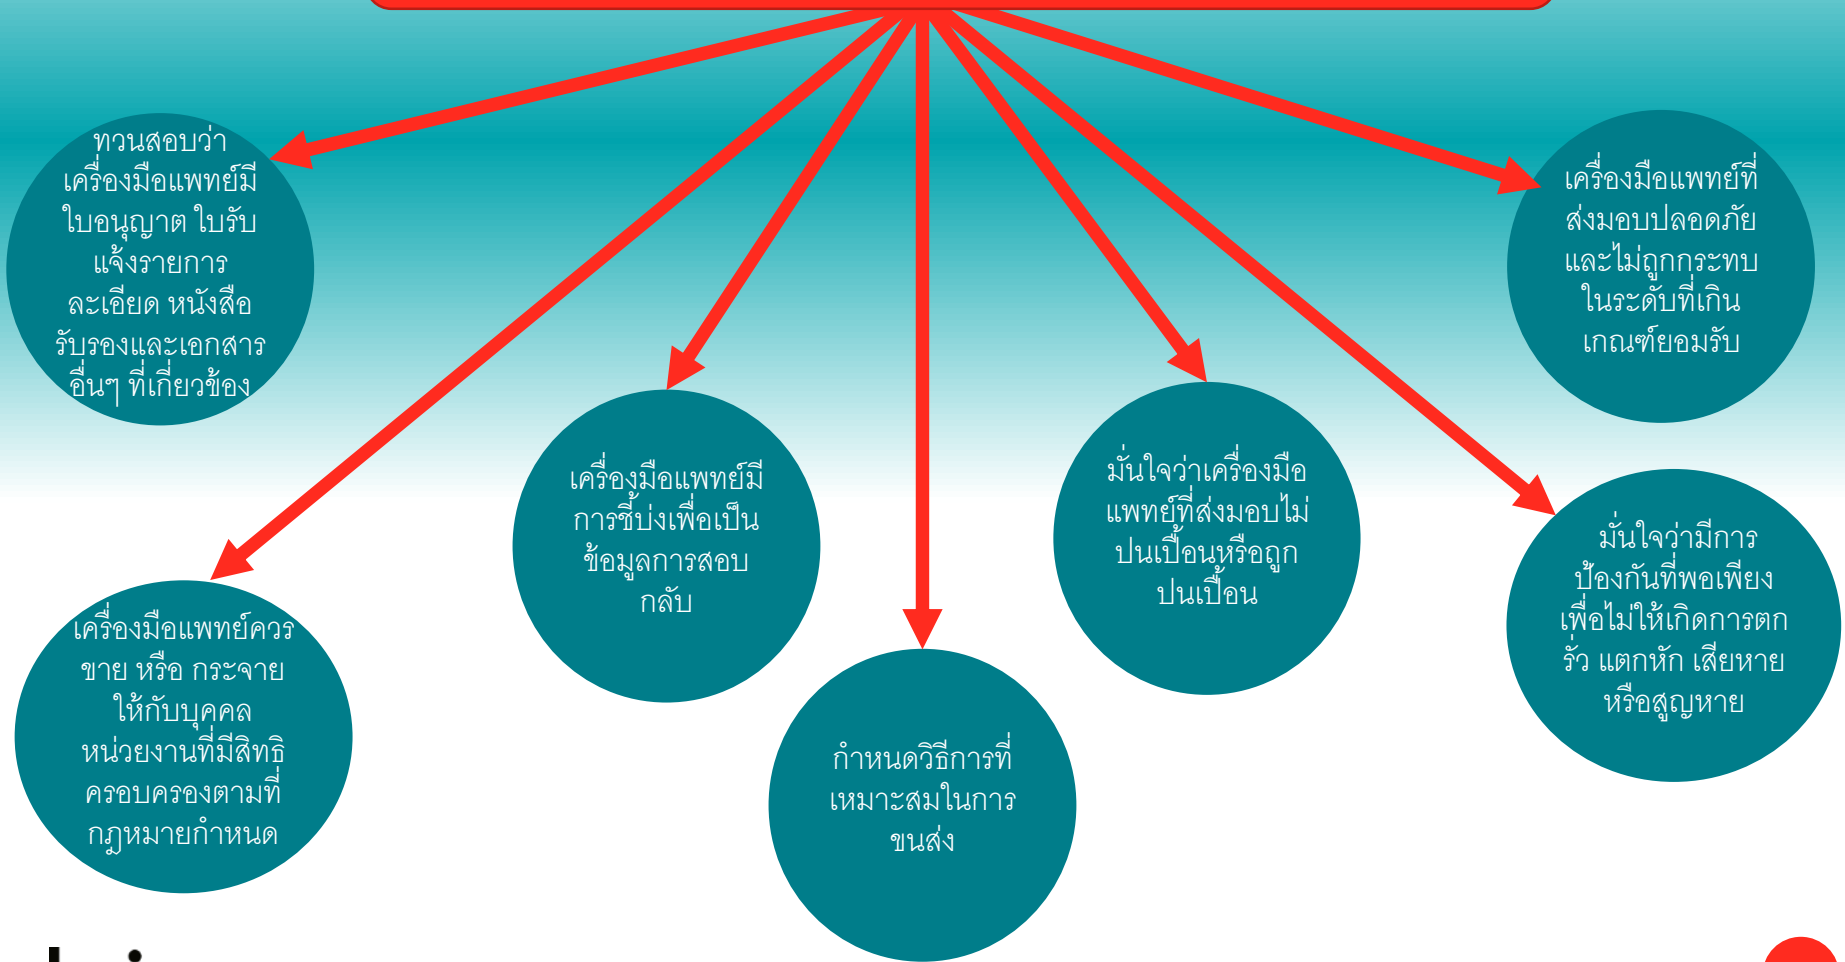 ทวนสอบว่า
เครื่องมือแพทย์มี
ใบอนุญาต ใบรับ
แจ้งรายการ
ละเอียด หนังสือ
รับรองและเอกสาร
อื่นๆ ที่เกี่ยวข้อง
เครื่องมือแพทย์ควร
ขาย หรือ กระจาย
ให้กับบุคคล
หน่วยงานที่มีสิทธิ
ครอบครองตามที่
กฎหมายกำหนด
เครื่องมือแพทย์มี
การชี้บ่งเพื่อเป็น
ข้อมูลการสอบ
กลับ
กำหนดวิธีการที่
เหมาะสมในการ
ขนส่ง
มั่นใจว่าเครื่องมือ
แพทย์ที่ส่งมอบไม่
ปนเปื้อนหรือถูก
ปนเปื้อน
มั่นใจว่ามีการ
ป้องกันที่พอเพียง
เพื่อไม่ให้เกิดการตก
รั่ว แตกหัก เสียหาย
หรือสูญหาย
เครื่องมือแพทย์ที่
ส่งมอบปลอดภัย
และไม่ถูกกระทบ
ในระดับที่เกิน
เกณฑ์ยอมรับ